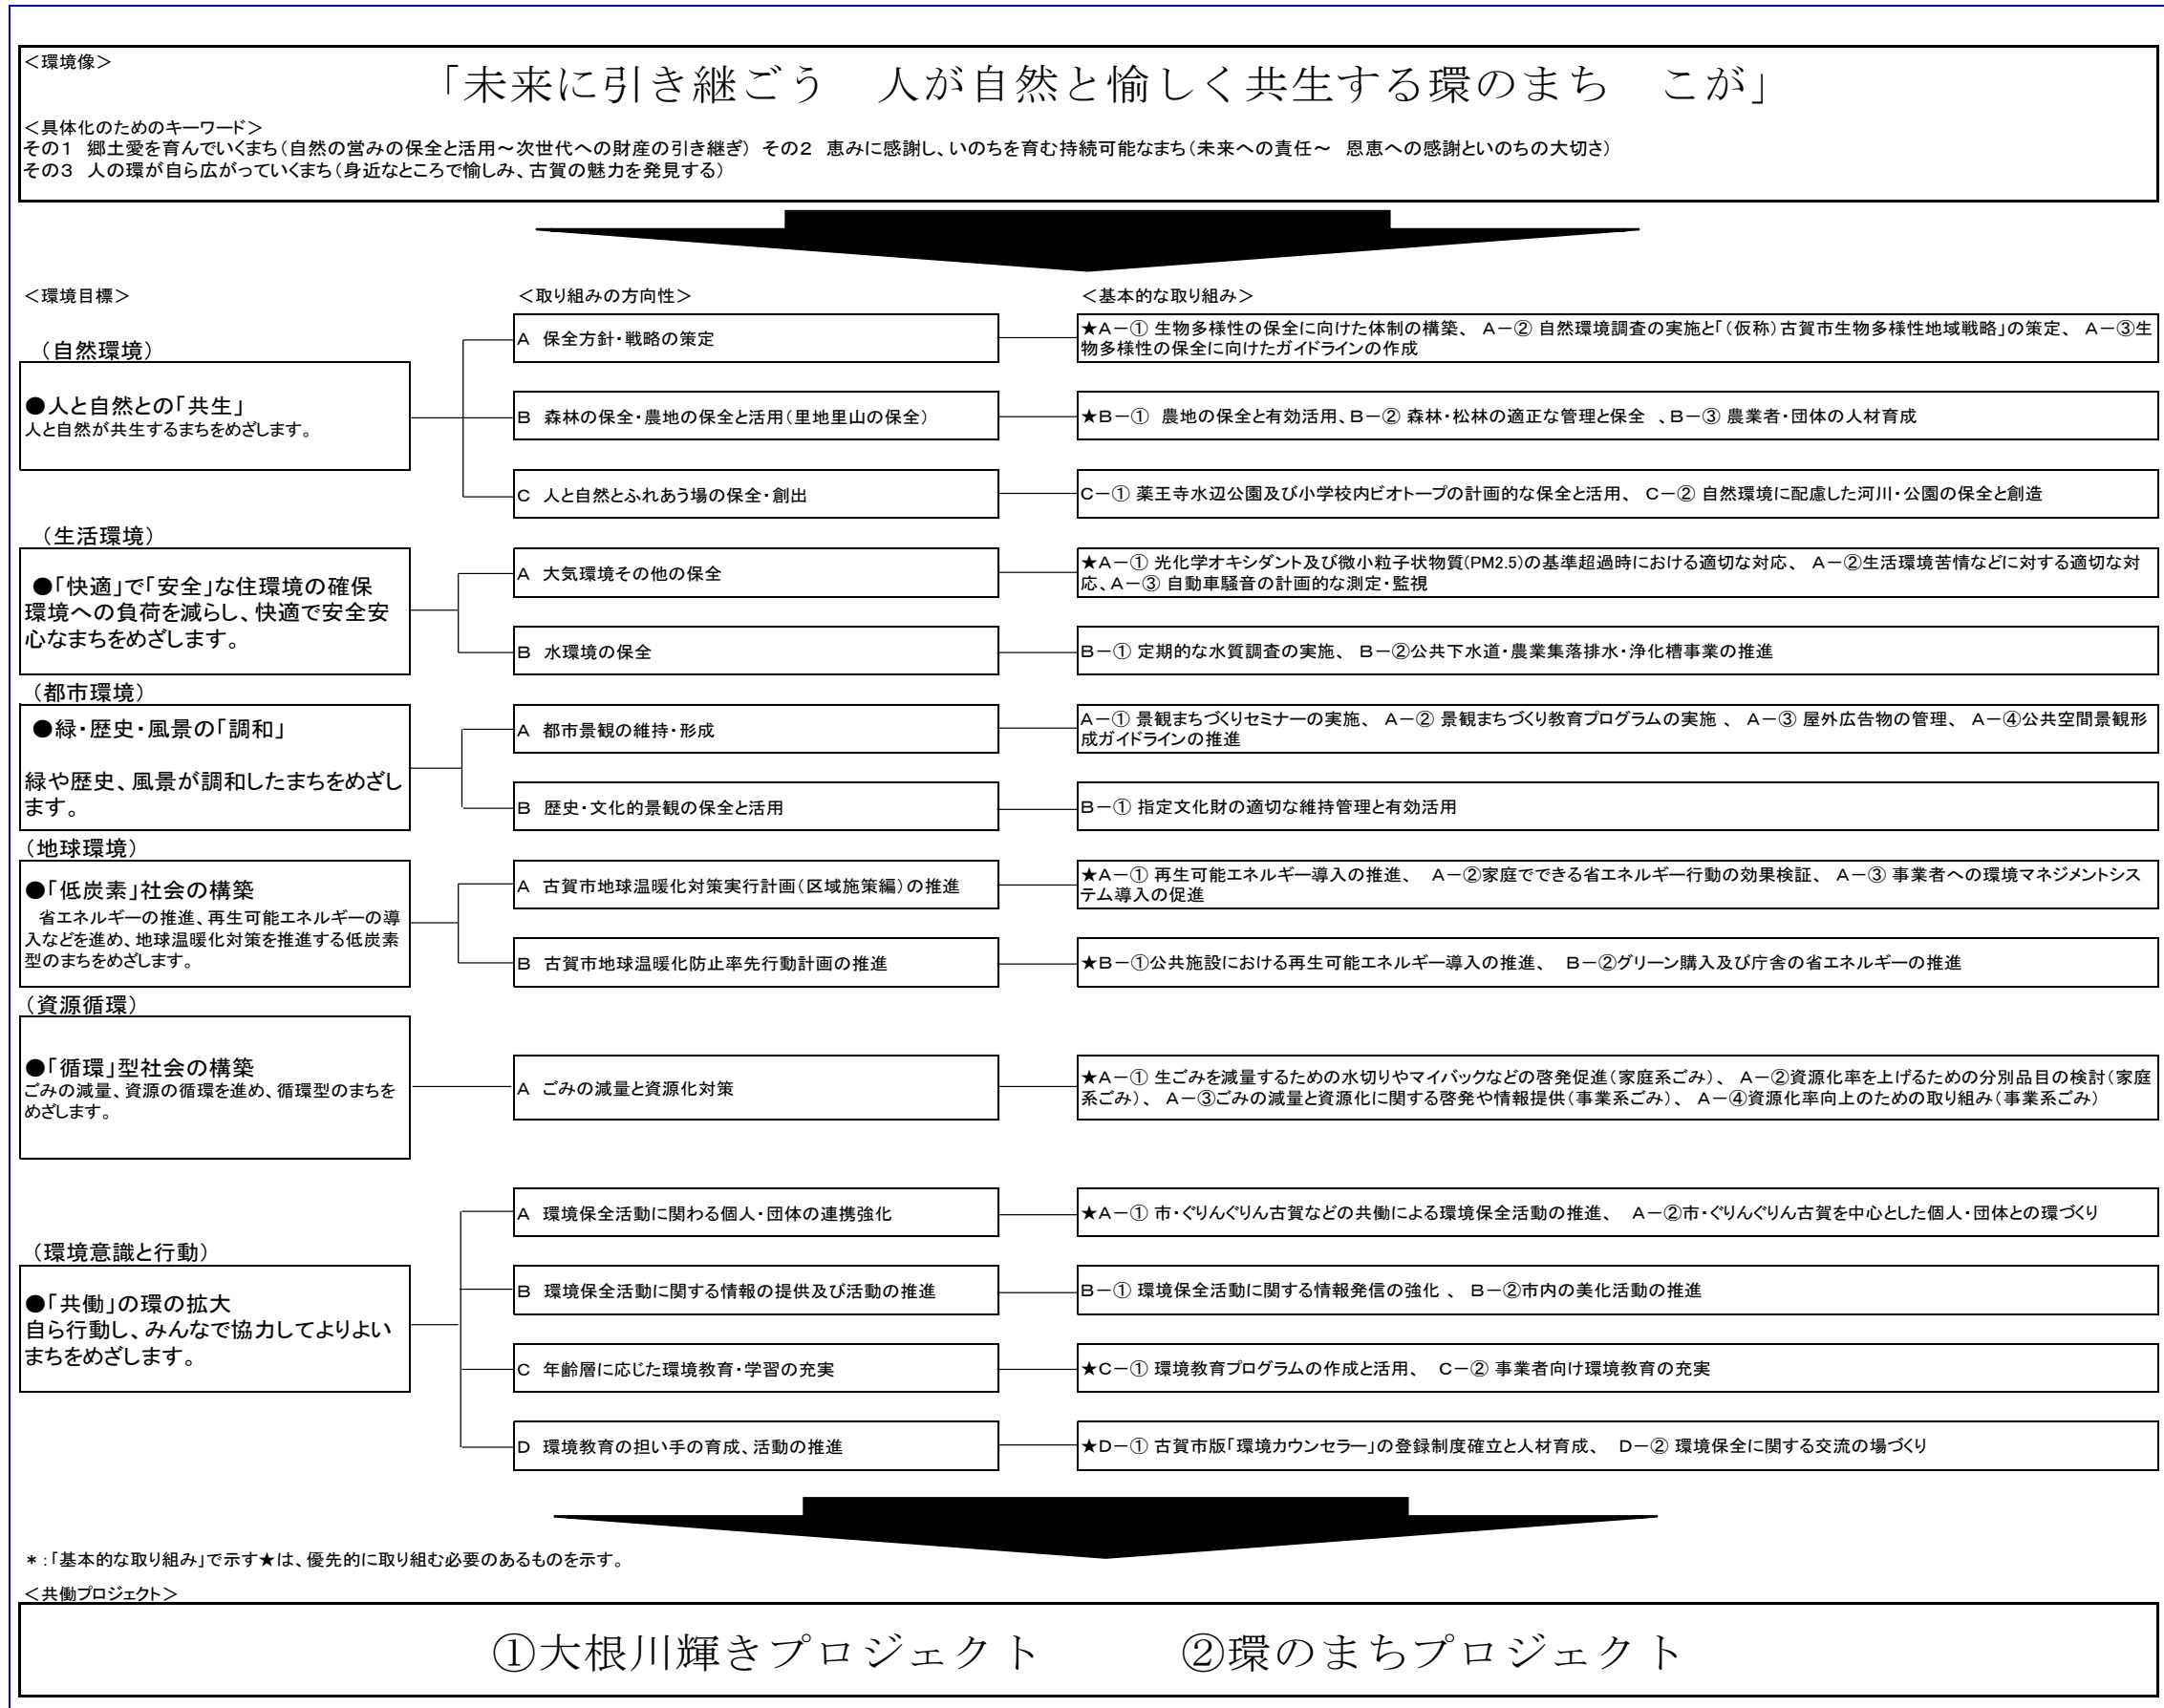 ＜環境像＞
「未来に引き継ごう　人が自然と愉しく共生する環のまち　こが」
＜具体化のためのキーワード＞
その１　郷土愛を育んでいくまち（自然の営みの保全と活用～次世代への財産の引き継ぎ）　その２　恵みに感謝し、いのちを育む持続可能なまち（未来への責任～　恩恵への感謝といのちの大切さ）
その３　人の環が自ら広がっていくまち（身近なところで愉しみ、古賀の魅力を発見する）
＜環境目標＞　＜取り組みの方向性＞　＜基本的な取り組み＞
（自然環境）
●人と自然との「共生」
人と自然が共生するまちをめざします。
Ａ　保全方針・戦略の策定
★Ａ－① 生物多様性の保全に向けた体制の構築、　Ａ－② 自然環境調査の実施と「（仮称）古賀市生物多様性地域戦略」の策定、　Ａ－③生
物多様性の保全に向けたガイドラインの作成
Ｂ　森林の保全・農地の保全と活用（里地里山の保全）
★Ｂ－①　農地の保全と有効活用、Ｂ－② 森林・松林の適正な管理と保全　、Ｂ－③ 農業者・団体の人材育成
Ｃ　人と自然とふれあう場の保全・創出
Ｃ－① 薬王寺水辺公園及び小学校内ビオトープの計画的な保全と活用、　Ｃ－② 自然環境に配慮した河川・公園の保全と創造
（生活環境）
●「快適」で「安全」な住環境の確保
環境への負荷を減らし、快適で安全安
心なまちをめざします。
Ａ　大気環境その他の保全
★Ａ－① 光化学オキシダント及び微小粒子状物質(PM2.5)の基準超過時における適切な対応、　Ａ－②生活環境苦情などに対する適切な対
応、Ａ－③ 自動車騒音の計画的な測定・監視
Ｂ　水環境の保全
Ｂ－① 定期的な水質調査の実施、　Ｂ－②公共下水道・農業集落排水・浄化槽事業の推進
（都市環境）
●緑・歴史・風景の「調和」
緑や歴史、風景が調和したまちをめざし
ます。
Ａ　都市景観の維持・形成
Ａ－① 景観まちづくりセミナーの実施、　Ａ－② 景観まちづくり教育プログラムの実施　、　Ａ－③ 屋外広告物の管理、　Ａ－④公共空間景観形
成ガイドラインの推進
Ｂ　歴史・文化的景観の保全と活用
Ｂ－① 指定文化財の適切な維持管理と有効活用
（地球環境）
●「低炭素」社会の構築
省エネルギーの推進、再生可能エネルギーの導
入などを進め、地球温暖化対策を推進する低炭素
型のまちをめざします。
Ａ　古賀市地球温暖化対策実行計画（区域施策編）の推進
★Ａ－① 再生可能エネルギー導入の推進、　Ａ－②家庭でできる省エネルギー行動の効果検証、　Ａ－③ 事業者への環境マネジメントシス
テム導入の促進
Ｂ　古賀市地球温暖化防止率先行動計画の推進
★Ｂ－①公共施設における再生可能エネルギー導入の推進、　Ｂ－②グリーン購入及び庁舎の省エネルギーの推進
（資源循環）
●「循環」型社会の構築
ごみの減量、資源の循環を進め、循環型のまちを
めざします。
Ａ　ごみの減量と資源化対策
★Ａ－① 生ごみを減量するための水切りやマイバックなどの啓発促進（家庭系ごみ）、　Ａ－②資源化率を上げるための分別品目の検討（家庭
系ごみ）、　Ａ－③ごみの減量と資源化に関する啓発や情報提供（事業系ごみ）、　Ａ－④資源化率向上のための取り組み（事業系ごみ）
（環境意識と行動）
●「共働」の環の拡大
自ら行動し、みんなで協力してよりよい
まちをめざします。
Ａ　環境保全活動に関わる個人・団体の連携強化
★Ａ－① 市・ぐりんぐりん古賀などの共働による環境保全活動の推進、　Ａ－②市・ぐりんぐりん古賀を中心とした個人・団体との環づくり
Ｂ　環境保全活動に関する情報の提供及び活動の推進
Ｂ－① 環境保全活動に関する情報発信の強化　、　Ｂ－②市内の美化活動の推進
Ｃ　年齢層に応じた環境教育・学習の充実
★Ｃ－① 環境教育プログラムの作成と活用、　Ｃ－② 事業者向け環境教育の充実
Ｄ　環境教育の担い手の育成、活動の推進
★Ｄ－① 古賀市版「環境カウンセラー」の登録制度確立と人材育成、　Ｄ－② 環境保全に関する交流の場づくり
＊：「基本的な取り組み」で示す★は、優先的に取り組む必要のあるものを示す。
＜共働プロジェクト＞
①大根川輝きプロジェクト　　　②環のまちプロジェクト